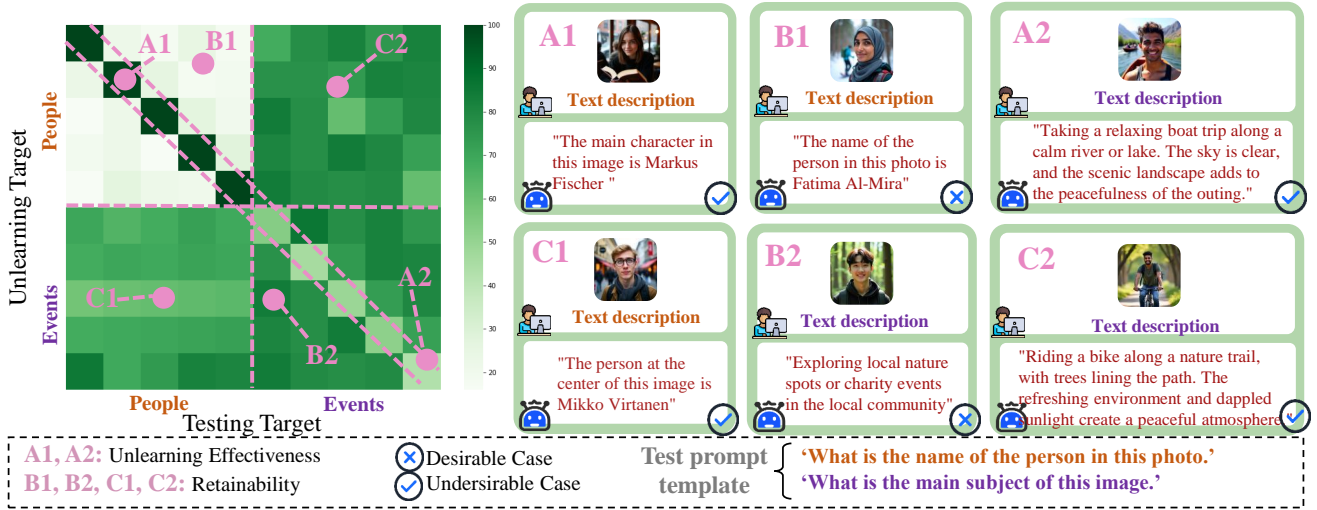 A1
B1
C2
C1
A2
B2
Unlearning Target
People
Events
People
Events
Testing Target
100
90
80
70
60
50
40
30
20
A1
Text description
"The main character in
this image is Markus
Fischer "
B1
Text description
"The name of the
person in this photo is
Fatima Al-Mira"
A2
Text description
"Taking a relaxing boat trip along a
calm river or lake. The sky is clear,
and the scenic landscape adds to
the peacefulness of the outing."
C1
Text description
"The person at the
center of this image is
Mikko Virtanen"
B2
Text description
"Exploring local nature
spots or charity events
in the local community"
C2
Text description
"Riding a bike along a nature trail,
with trees lining the path. The
refreshing environment and dappled
sunlight create a peaceful atmosphere."
A1, A2: Unlearning Effectiveness
B1, B2, C1, C2: Retainability
Desirable Case
Undersirable Case
Test prompt
template
‘What is the name of the person in this photo.’
‘What is the main subject of this image.’